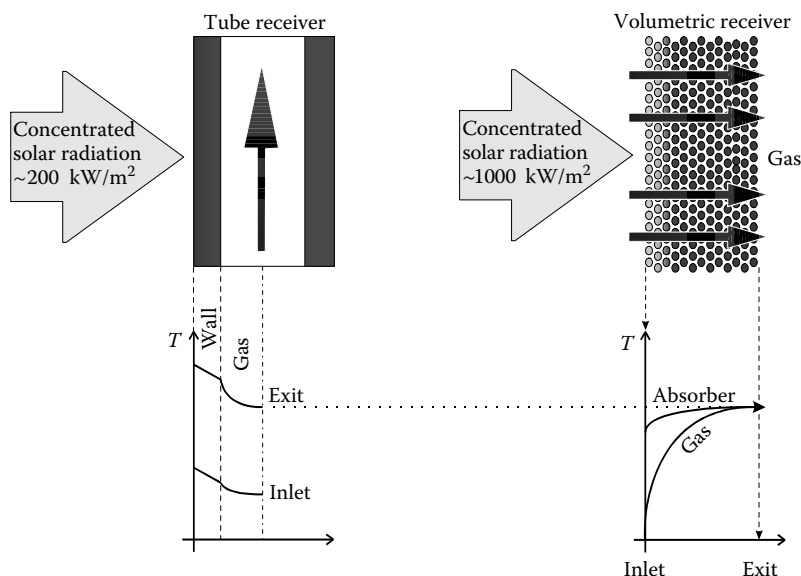 Tube receiver
Concentrated
solar radiation
~200 kW/m²
Volumetric receiver
Concentrated
solar radiation
~1000 kW/m²
Gas
T
Wall
Gas
Exit
Inlet
T
Absorber
Gas
Inlet
Exit